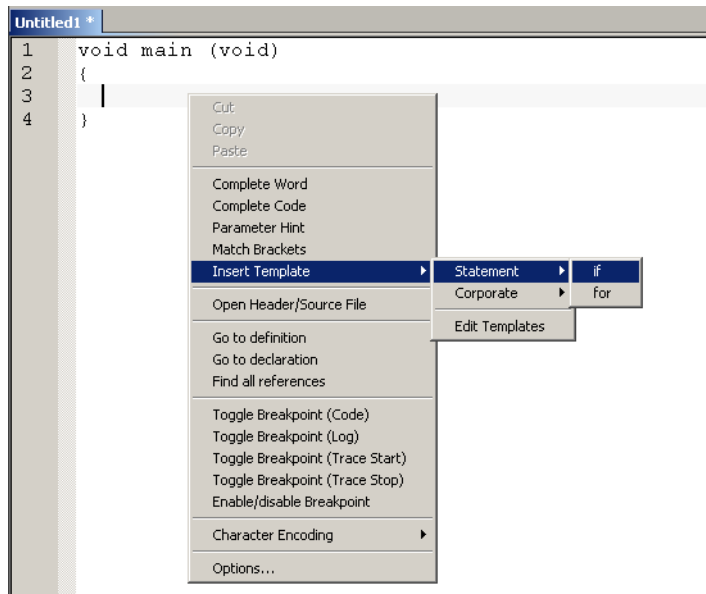 Untitled1 *
1 void main (void)
2 {
3
4 }
Cut
Copy
Paste
Complete Word
Complete Code
Parameter Hint
Match Brackets
Insert Template
Statement
if
Corporate
for
Edit Templates
Open Header/Source File
Go to definition
Go to declaration
Find all references
Toggle Breakpoint (Code)
Toggle Breakpoint (Log)
Toggle Breakpoint (Trace Start)
Toggle Breakpoint (Trace Stop)
Enable/disable Breakpoint
Character Encoding
Options...